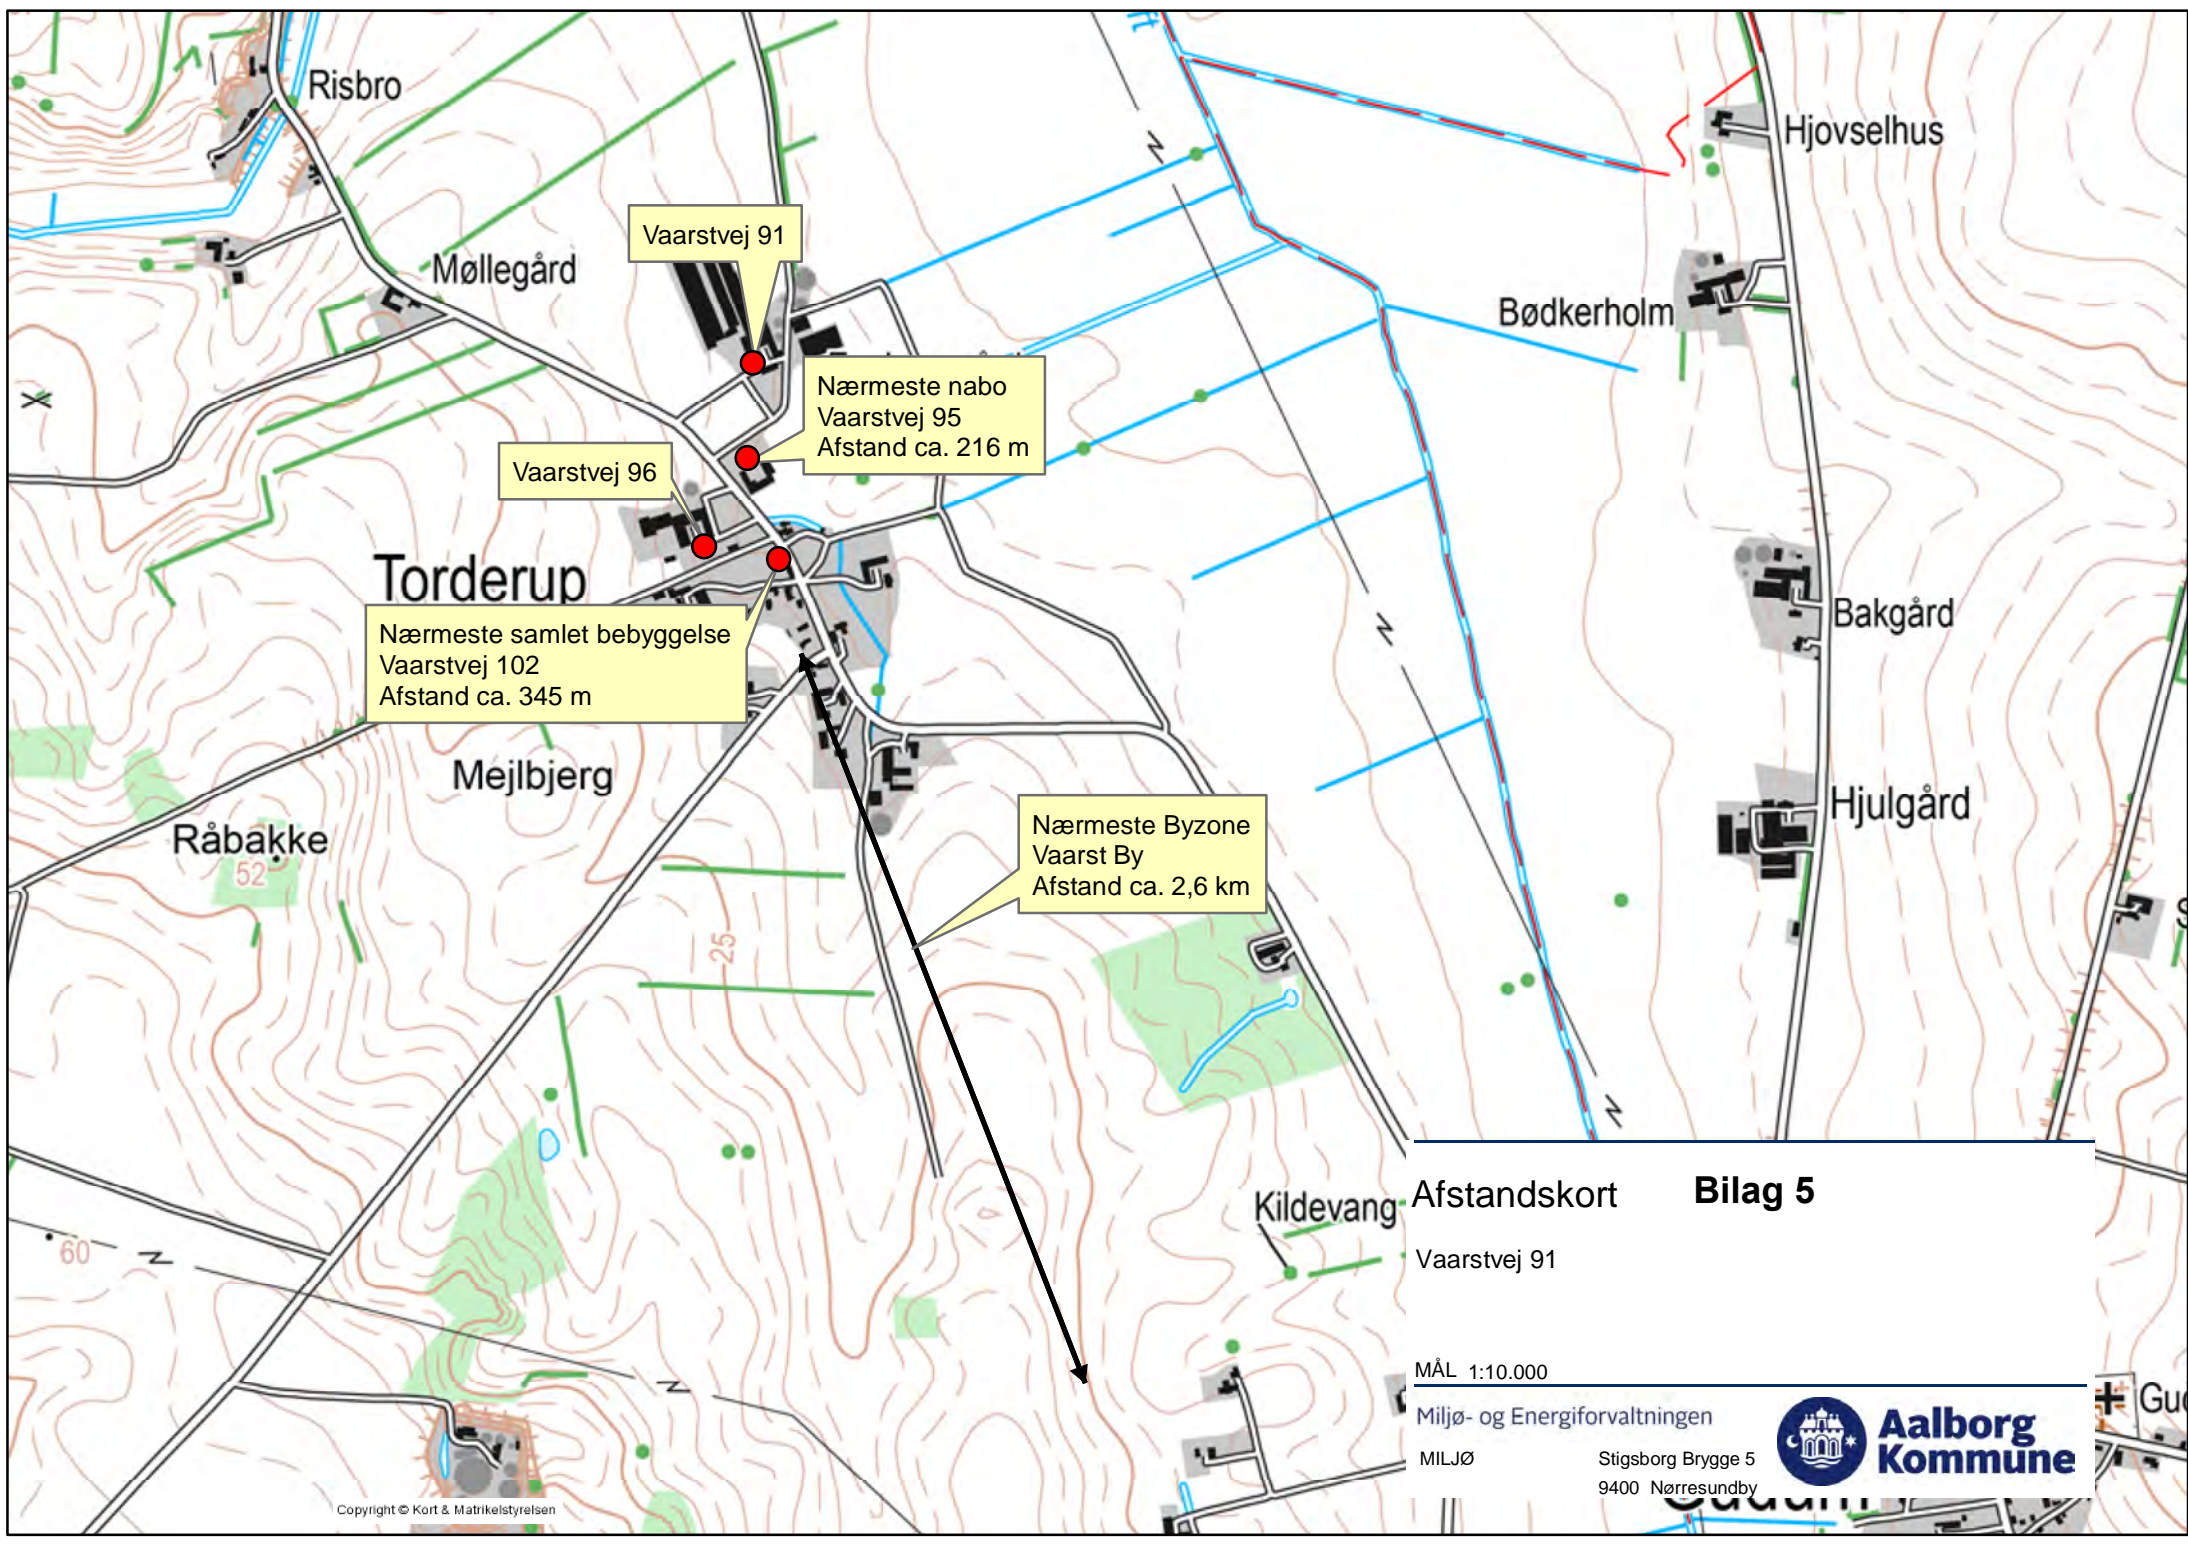 Risbro
Hjovselhus
Vaarstvej 91
Møllegård
Bødkerholm
Nærmeste nabo
Vaarstvej 95
Afstand ca. 216 m
Vaarstvej 96
Torderup
Bakgård
Nærmeste samlet bebyggelse
Vaarstvej 102
Afstand ca. 345 m
Mejlbjerg
Hjulgård
Råbakke
52
Nærmeste Byzone
Vaarst By
Afstand ca. 2,6 km
25
Kildevang
60
Afstandskort Bilag 5
Vaarstvej 91
MÅL 1:10.000
Miljø- og Energiforvaltningen
MILJØ
Stigsborg Brygge 5
9400 Nørresundby
Aalborg
Kommune
Copyright © Kort & Matrikelstyrelsen